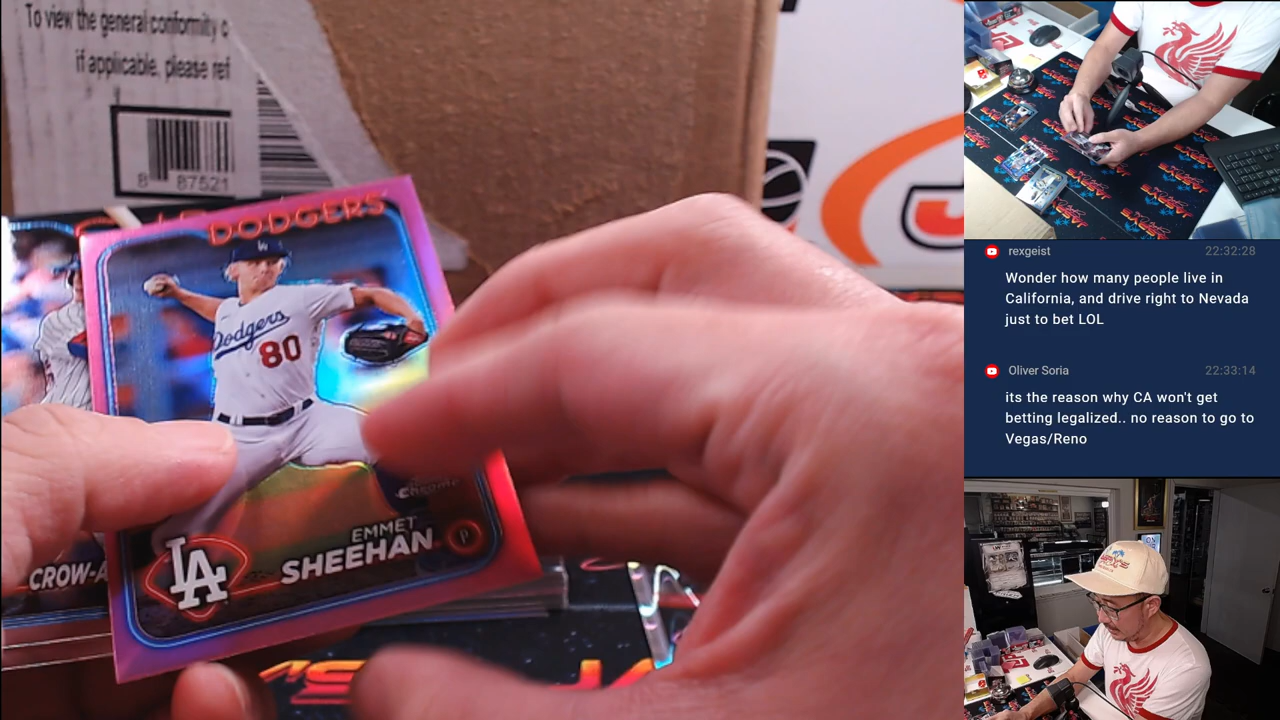 To view the general conformity
if applicable. please ref
8 87521
DODGERS
Dodgers
80
CHROME
EMMET
SHEEHAN
P
LA
CROW-A
J
rexgeist 22:32:28
Wonder how many people live in
California, and drive right to Nevada
just to bet LOL
Oliver Soria 22:33:14
its the reason why CA won't get
betting legalized.. no reason to go to
Vegas/Reno